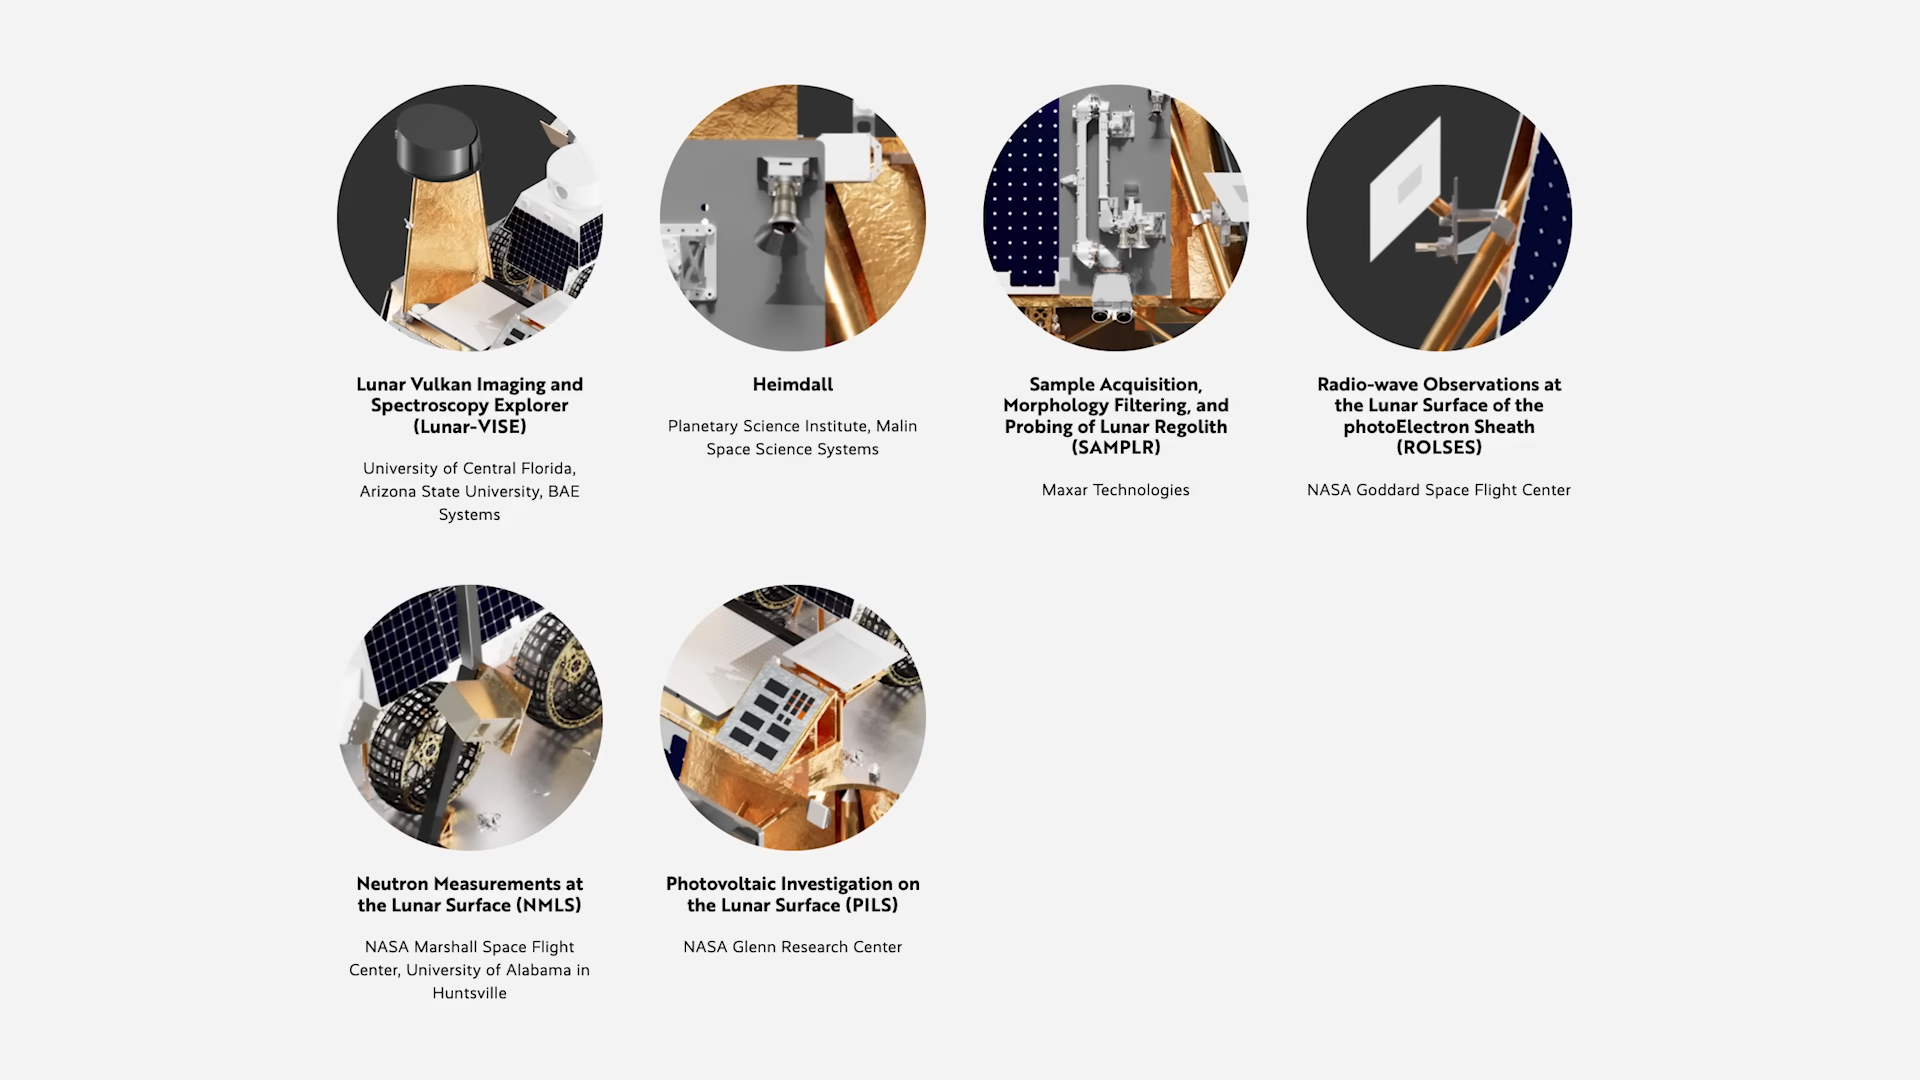 Lunar Vulkan Imaging and
Spectroscopy Explorer
(Lunar-VISE)
University of Central Florida,
Arizona State University, BAE
Systems
Heimdall
Planetary Science Institute, Malin
Space Science Systems
Sample Acquisition,
Morphology Filtering, and
Probing of Lunar Regolith
(SAMPLR)
Maxar Technologies
Radio-wave Observations at
the Lunar Surface of the
photoElectron Sheath
(ROLSES)
NASA Goddard Space Flight Center
Neutron Measurements at
the Lunar Surface (NMLS)
NASA Marshall Space Flight
Center, University of Alabama in
Huntsville
Photovoltaic Investigation on
the Lunar Surface (PILS)
NASA Glenn Research Center